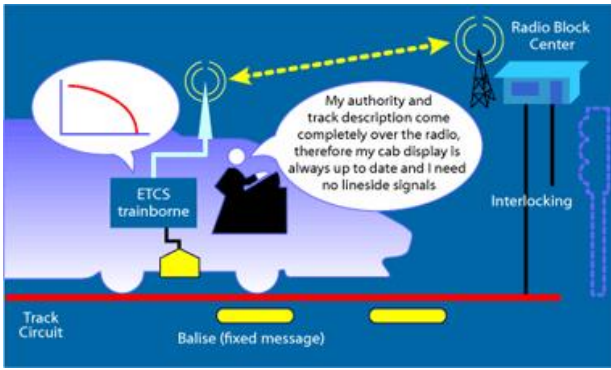 Radio Block
Center
My authority and
track description come
completely over the radio,
therefore my cab display is
always up to date and I need
no lineside signals
ETCS
trainborne
Interlocking
Track
Circuit
Balise (fixed message)